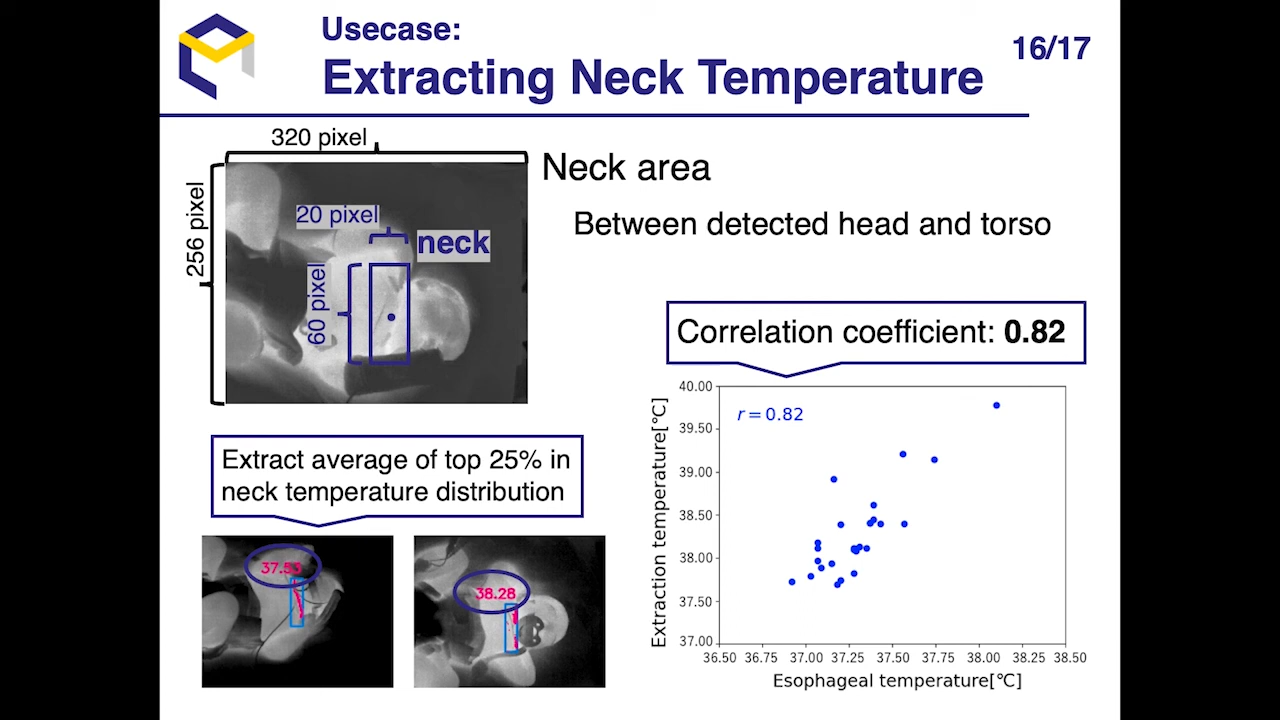 Usecase:
Extracting Neck Temperature
16/17
320 pixel
256 pixel
20 pixel
neck
60 pixel
Neck area
Between detected head and torso
Correlation coefficient: 0.82
Extract average of top 25% in
neck temperature distribution
37.53
38.28
r = 0.82
40.00
39.50
39.00
38.50
38.00
37.50
37.00
Extraction temperature[℃]
36.50 36.75 37.00 37.25 37.50 37.75 38.00 38.25 38.50
Esophageal temperature[℃]